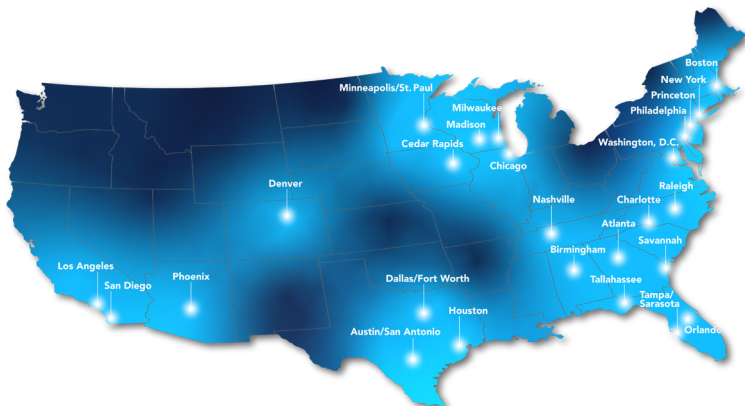 Boston
New York
Princeton
Philadelphia
Minneapolis/St. Paul
Milwaukee
Madison
Cedar Rapids
Chicago
Washington, D.C.
Denver
Nashville
Raleigh
Charlotte
Atlanta
Birmingham
Savannah
Los Angeles
San Diego
Phoenix
Dallas/Fort Worth
Tallahassee
Houston
Austin/San Antonio
Tampa/
Sarasota
Orlando